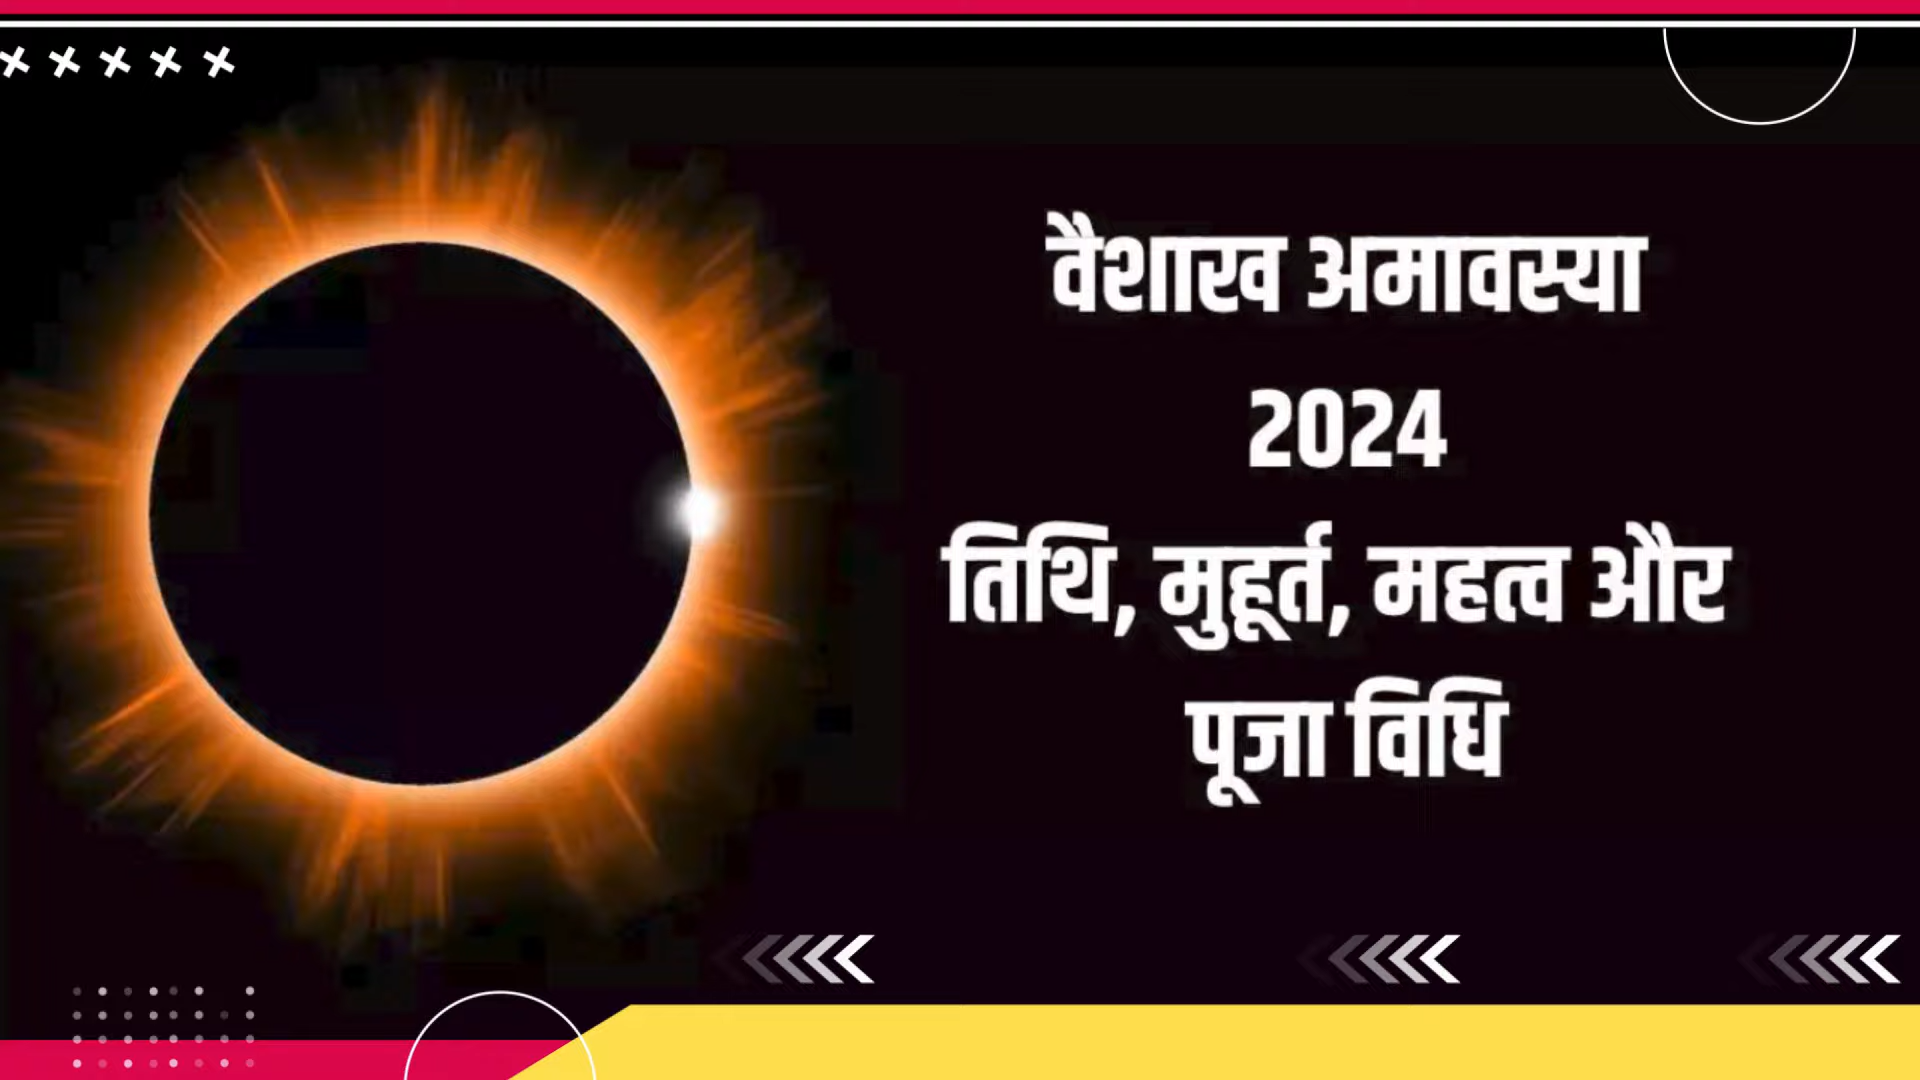 वैशाख अमावस्या
2024
तिथि, मुहूर्त, महत्व और
पूजा विधि